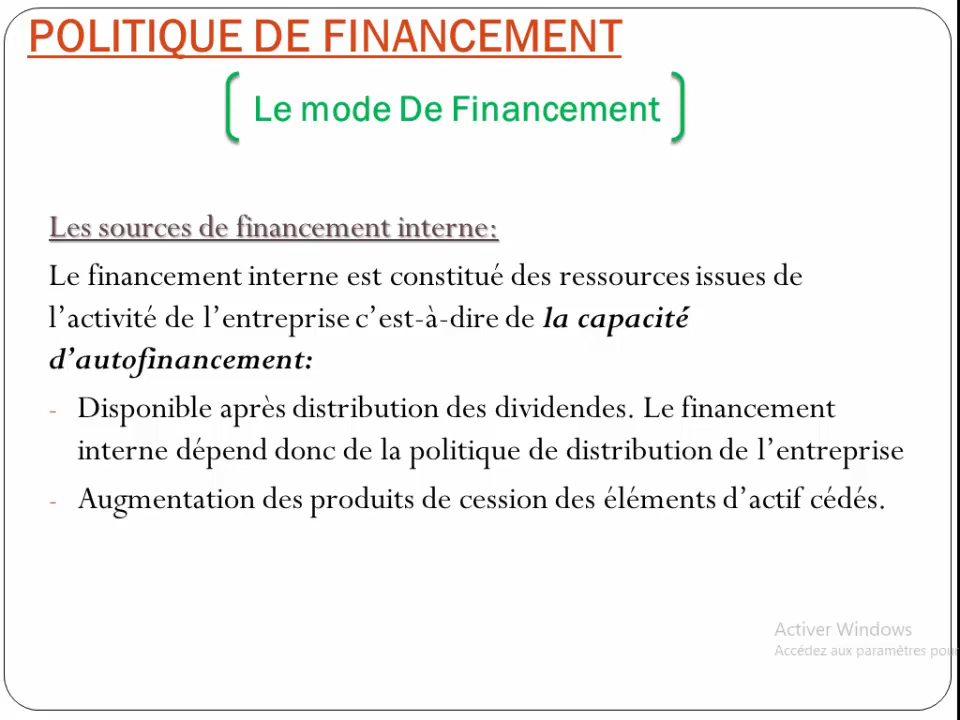 POLITIQUE DE FINANCEMENT
Le mode De Financement
Les sources de financement interne:
Le financement interne est constitué des ressources issues de
l’activité de l’entreprise c’est-à-dire de la capacité
d’autofinancement:
- Disponible après distribution des dividendes. Le financement
interne dépend donc de la politique de distribution de l’entreprise
- Augmentation des produits de cession des éléments d’actif cédés.
Activer Windows
Accédez aux paramètres pour